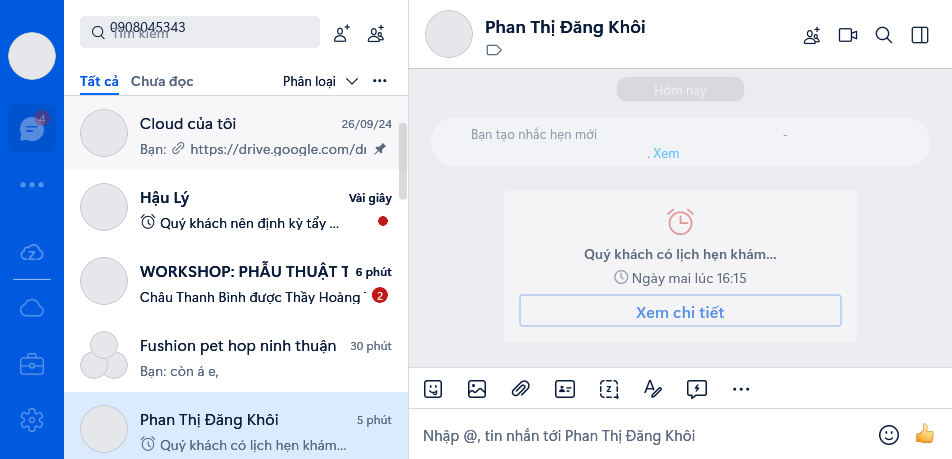 0908045343
Tìm kiếm
Tất cả
Chưa đọc
Phân loại
4
Cloud của tôi
26/09/24
Bạn: https://drive.google.com/dr
Hậu Lý
Vài giây
Quý khách nên định kỳ tẩy ...
WORKSHOP: PHẪU THUẬT T
6 phút
Châu Thanh Bình được Thầy Hoàng
2
Fushion pet hop ninh thuận
30 phút
Bạn: còn á e,
Phan Thị Đăng Khôi
5 phút
Quý khách có lịch hẹn khám...
Phan Thị Đăng Khôi
Hôm nay
Bạn tạo nhắc hẹn mới -
. Xem
Quý khách có lịch hẹn khám...
Ngày mai lúc 16:15
Xem chi tiết
Nhập @, tin nhắn tới Phan Thị Đăng Khôi